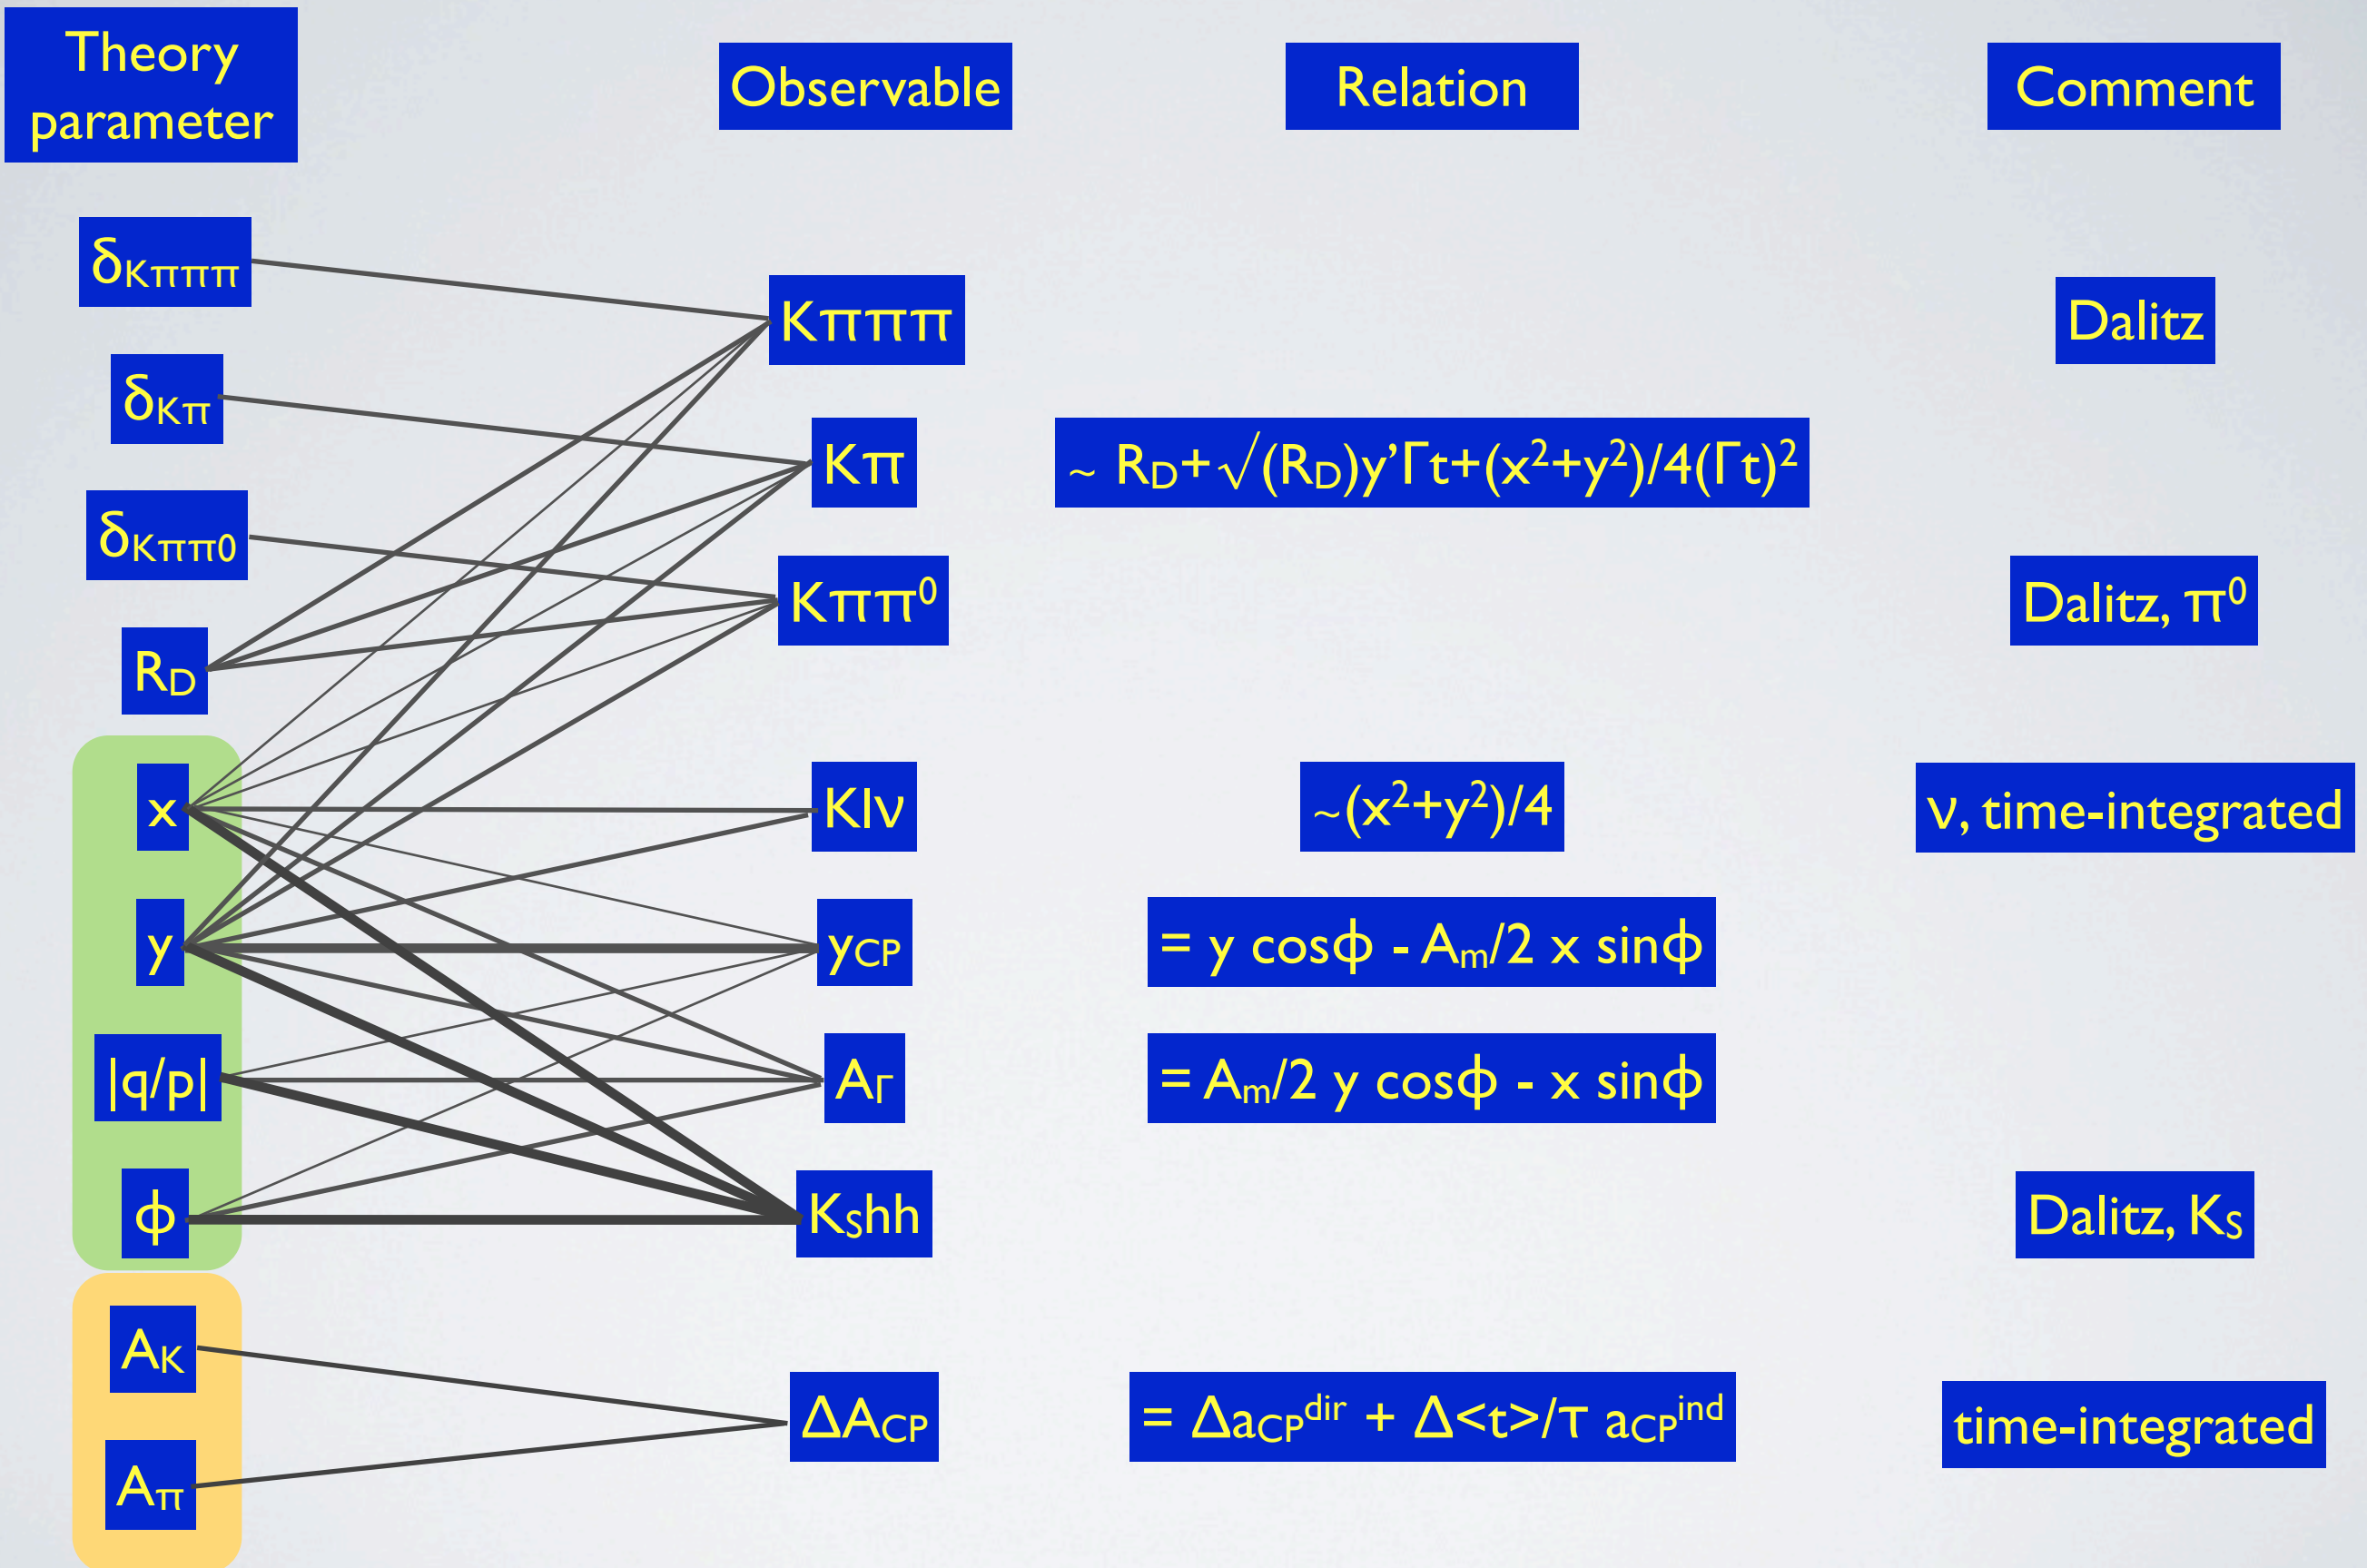 Theory
parameter
Observable
Relation
Comment
δKπππ
Kπππ
Dalitz
δKπ
Kπ
~ RD+√(RD)y’Γt+(x²+y²)/4(Γt)²
δKππ0
Kππ⁰
Dalitz, π⁰
RD
x
Klν
~(x²+y²)/4
ν, time-integrated
y
yCP
= y cosϕ - Am/2 x sinϕ
|q/p|
AΓ
= Am/2 y cosϕ - x sinϕ
ϕ
KShh
Dalitz, KS
AK
ΔACP
= ΔaCPdir + Δ<t>/τ aCPind
time-integrated
Aπ